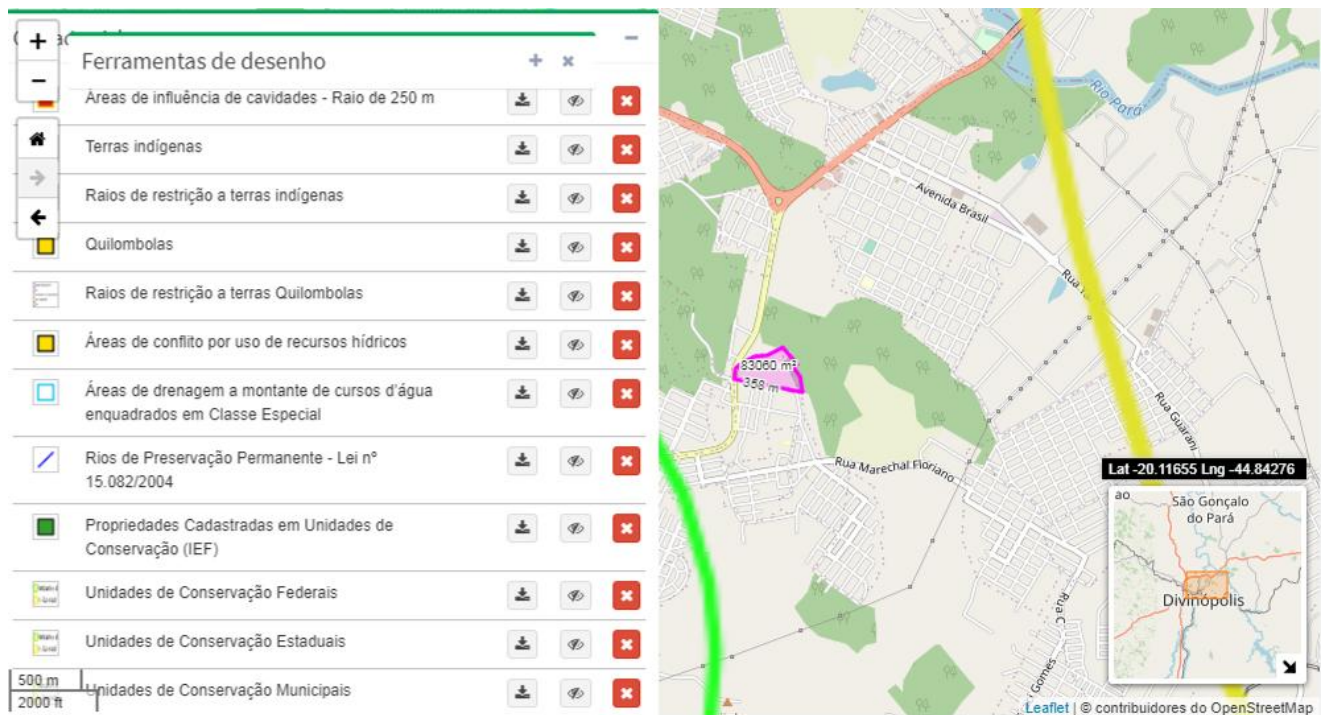 +
−
Ferramentas de desenho
Áreas de influência de cavidades - Raio de 250 m
Terras indígenas
Raios de restrição a terras indígenas
Quilombolas
Raios de restrição a terras Quilombolas
Áreas de conflito por uso de recursos hídricos
Áreas de drenagem a montante de cursos d'água
enquadrados em Classe Especial
Rios de Preservação Permanente - Lei nº
15.082/2004
Propriedades Cadastradas em Unidades de
Conservação (IEF)
Unidades de Conservação Federais
Unidades de Conservação Estaduais
Unidades de Conservação Municipais
500 m
2000 ft
Rio Pará
Avenida Brasil
83060 m²
358 m
Rua Guarani
Rua Marechal Floriano
Lat -20.11655 Lng -44.84276
ao
São Gonçalo
do Pará
Divinópolis
Rua C
Gomes
Leaflet | © contribuidores do OpenStreetMap